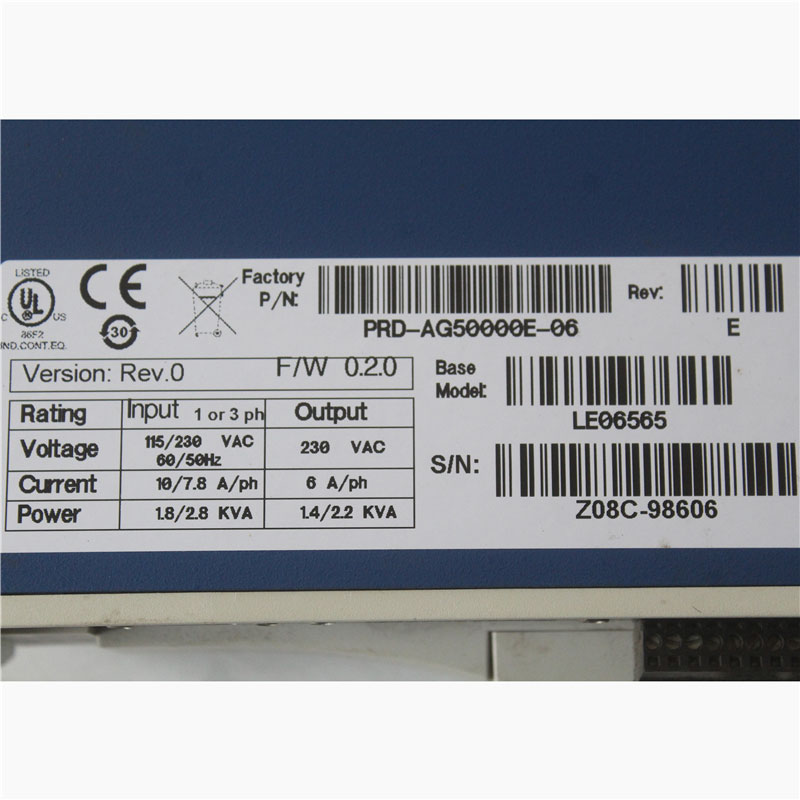 LISTED
UL
C US
86F2
IND.CONT.EQ.
CE
30
Factory
P/N:
PRD-AG50000E-06
Rev:
E
Version: Rev.0 F/W 0.2.0
Base
Model:
LE06565
Rating Input 1 or 3 ph Output
Voltage 115/230 VAC 60/50Hz 230 VAC
Current 10/7.8 A/ph 6 A/ph
Power 1.8/2.8 KVA 1.4/2.2 KVA
S/N:
Z08C-98606